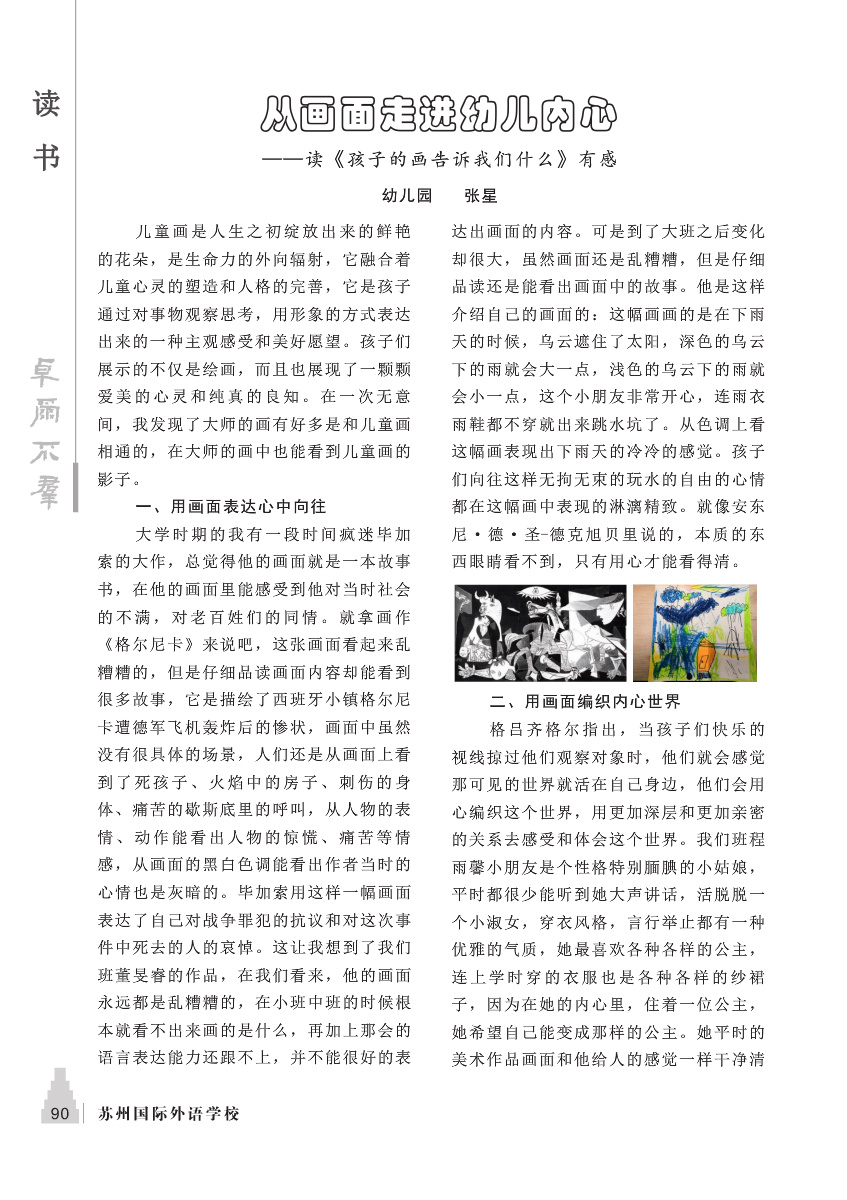 读
书
卓尔不群
从画面走进幼儿内心
——读《孩子的画告诉我们什么》有感
幼儿园 张星
儿童画是人生之初绽放出来的鲜艳
的花朵，是生命力的外向辐射，它融合着
儿童心灵的塑造和人格的完善，它是孩子
通过对事物观察思考，用形象的方式表达
出来的一种主观感受和美好愿望。孩子们
展示的不仅是绘画，而且也展现了一颗颗
爱美的心灵和纯真的良知。在一次无意
间，我发现了大师的画有好多是和儿童画
相通的，在大师的画中也能看到儿童画的
影子。
一、用画面表达心中向往
大学时期的我有一段时间疯迷毕加
索的大作，总觉得他的画面就是一本故事
书，在他的画面里能感受到他对当时社会
的不满，对老百姓们的同情。就拿画作
《格尔尼卡》来说吧，这张画面看起来乱
糟糟的，但是仔细品读画面内容却能看到
很多故事，它是描绘了西班牙小镇格尔尼
卡遭德军飞机轰炸后的惨状，画面中虽然
没有很具体的场景，人们还是从画面上看
到了死孩子、火焰中的房子、刺伤的身
体、痛苦的歇斯底里的呼叫，从人物的表
情、动作能看出人物的惊慌、痛苦等情
感，从画面的黑白色调能看出作者当时的
心情也是灰暗的。毕加索用这样一幅画面
表达了自己对战争罪犯的抗议和对这次事
件中死去的人的哀悼。这让我想到了我们
班董旻睿的作品，在我们看来，他的画面
永远都是乱糟糟的，在小班中班的时候根
本就看不出来画的是什么，再加上那会的
语言表达能力还跟不上，并不能很好的表
达出画面的内容。可是到了大班之后变化
却很大，虽然画面还是乱糟糟，但是仔细
品读还是能看出画面中的故事。他是这样
介绍自己的画面的：这幅画画的是在下雨
天的时候，乌云遮住了太阳，深色的乌云
下的雨就会大一点，浅色的乌云下的雨就
会小一点，这个小朋友非常开心，连雨衣
雨鞋都不穿就出来跳水坑了。从色调上看
这幅画表现出下雨天的冷冷的感觉。孩子
们向往这样无拘无束的玩水的自由的心情
都在这幅画中表现的淋漓精致。就像安东
尼·德·圣-德克旭贝里说的，本质的东
西眼睛看不到，只有用心才能看得清。
二、用画面编织内心世界
格吕齐格尔指出，当孩子们快乐的
视线掠过他们观察对象时，他们就会感觉
那可见的世界就活在自己身边，他们会用
心编织这个世界，用更加深层和更加亲密
的关系去感受和体会这个世界。我们班程
雨馨小朋友是个性格特别腼腆的小姑娘，
平时都很少能听到她大声讲话，活脱脱一
个小淑女，穿衣风格，言行举止都有一种
优雅的气质，她最喜欢各种各样的公主，
连上学时穿的衣服也是各种各样的纱裙
子，因为在她的内心里，住着一位公主，
她希望自己能变成那样的公主。她平时的
美术作品画面和他给人的感觉一样干净清
90 苏州国际外语学校